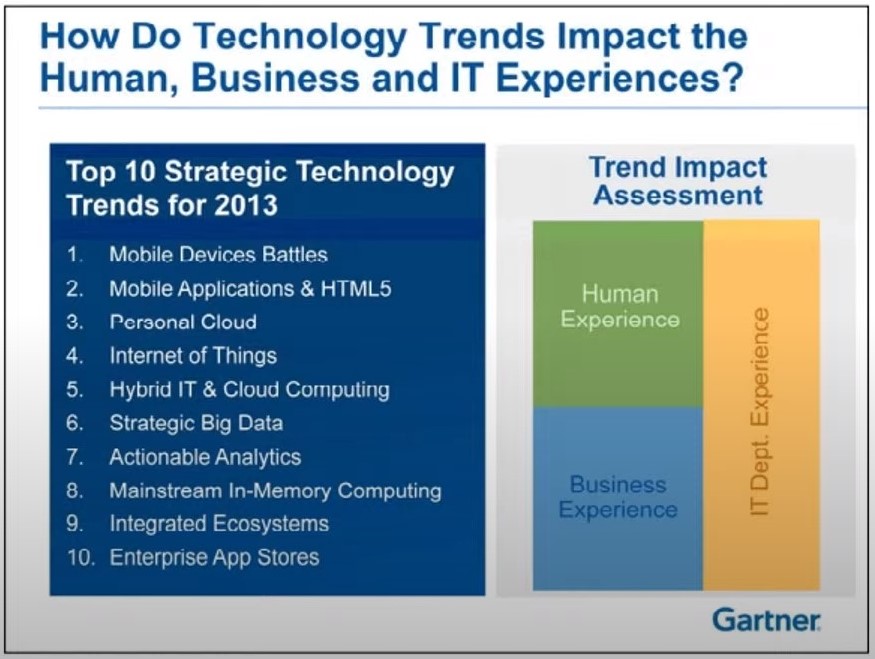 How Do Technology Trends Impact the
Human, Business and IT Experiences?
Top 10 Strategic Technology
Trends for 2013
1. Mobile Devices Battles
2. Mobile Applications & HTML5
3. Personal Cloud
4. Internet of Things
5. Hybrid IT & Cloud Computing
6. Strategic Big Data
7. Actionable Analytics
8. Mainstream In-Memory Computing
9. Integrated Ecosystems
10. Enterprise App Stores
Trend Impact
Assessment
Human
Experience
Business
Experience
IT Dept. Experience
Gartner